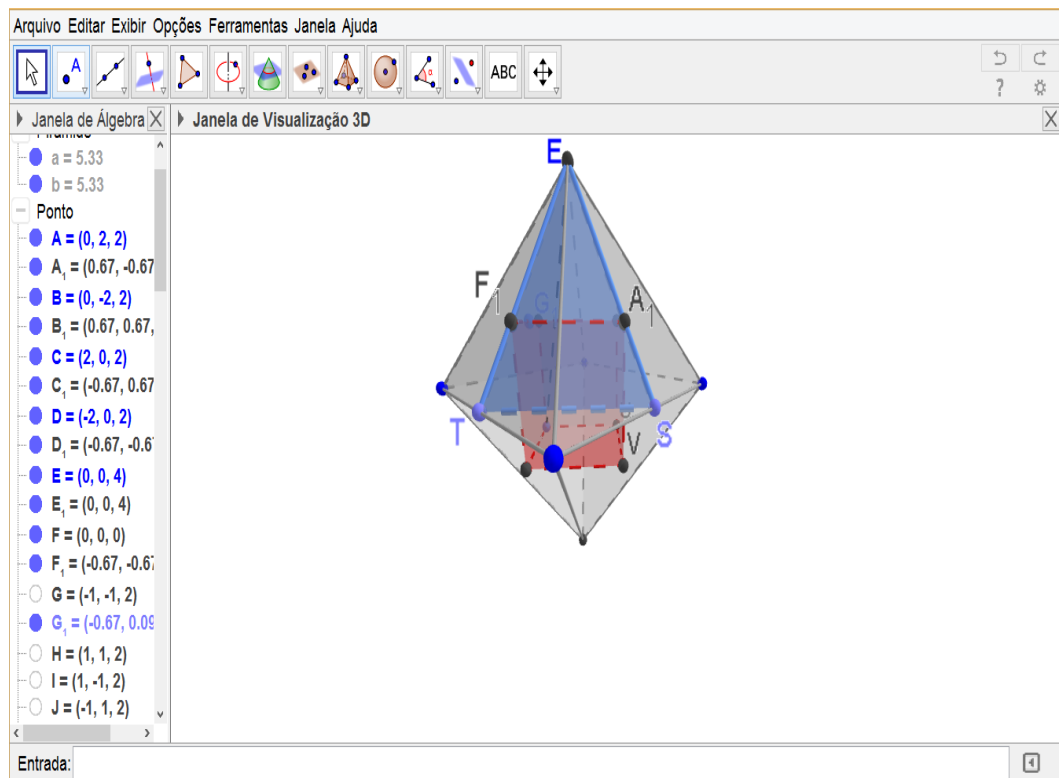 Arquivo Editar Exibir Opções Ferramentas Janela Ajuda
A
α
ABC
?
Janela de Álgebra
Janela de Visualização 3D
a = 5.33
b = 5.33
Ponto
A = (0, 2, 2)
A₁ = (0.67, -0.67
B = (0, -2, 2)
B₁ = (0.67, 0.67,
C = (2, 0, 2)
C₁ = (-0.67, 0.67
D = (-2, 0, 2)
D₁ = (-0.67, -0.67
E = (0, 0, 4)
E₁ = (0, 0, 4)
F = (0, 0, 0)
F₁ = (-0.67, -0.67
G = (-1, -1, 2)
G₁ = (-0.67, 0.09
H = (1, 1, 2)
I = (1, -1, 2)
J = (-1, 1, 2)
E
F₁
G
A₁
T
S
V
Entrada: